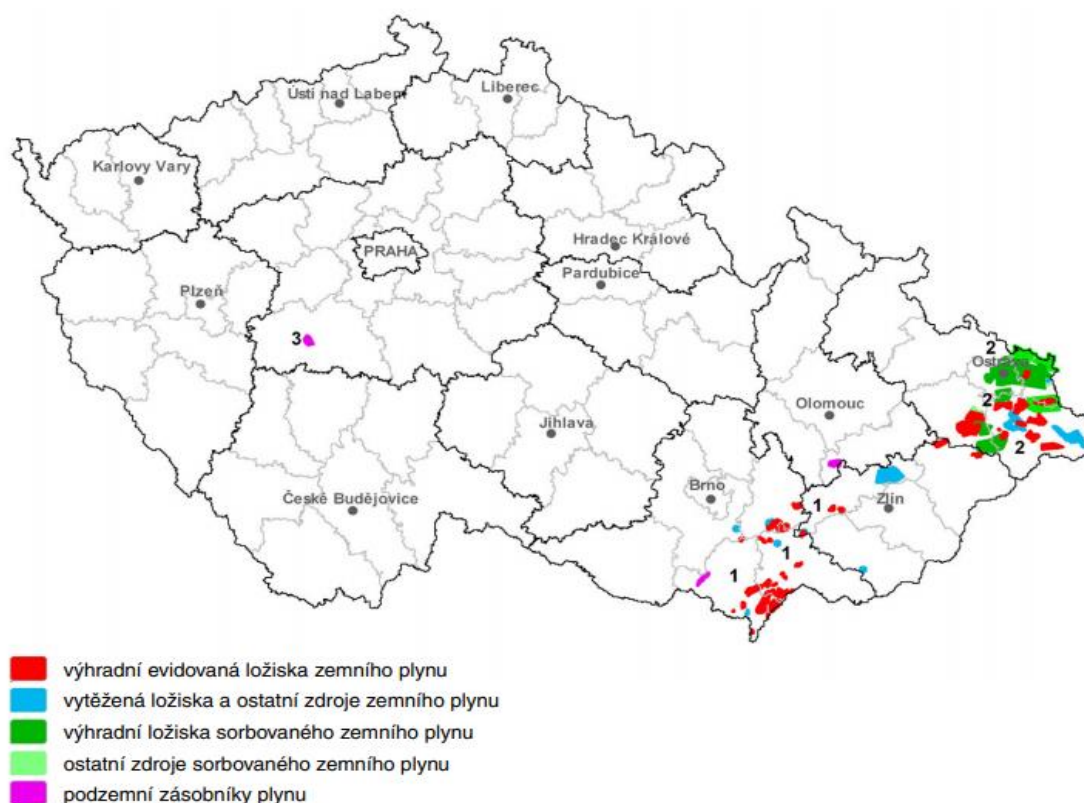 Ústí nad Labem
Liberec
Karlovy Vary
Hradec Králové
PRAHA
Pardubice
Plzeň
3
2
Ostrava
2
Olomouc
Jihlava
2
Brno
Zlín
1
České Budějovice
1
1
výhradní evidovaná ložiska zemního plynu
vytěžená ložiska a ostatní zdroje zemního plynu
výhradní ložiska sorbovaného zemního plynu
ostatní zdroje sorbovaného zemního plynu
podzemní zásobníky plynu